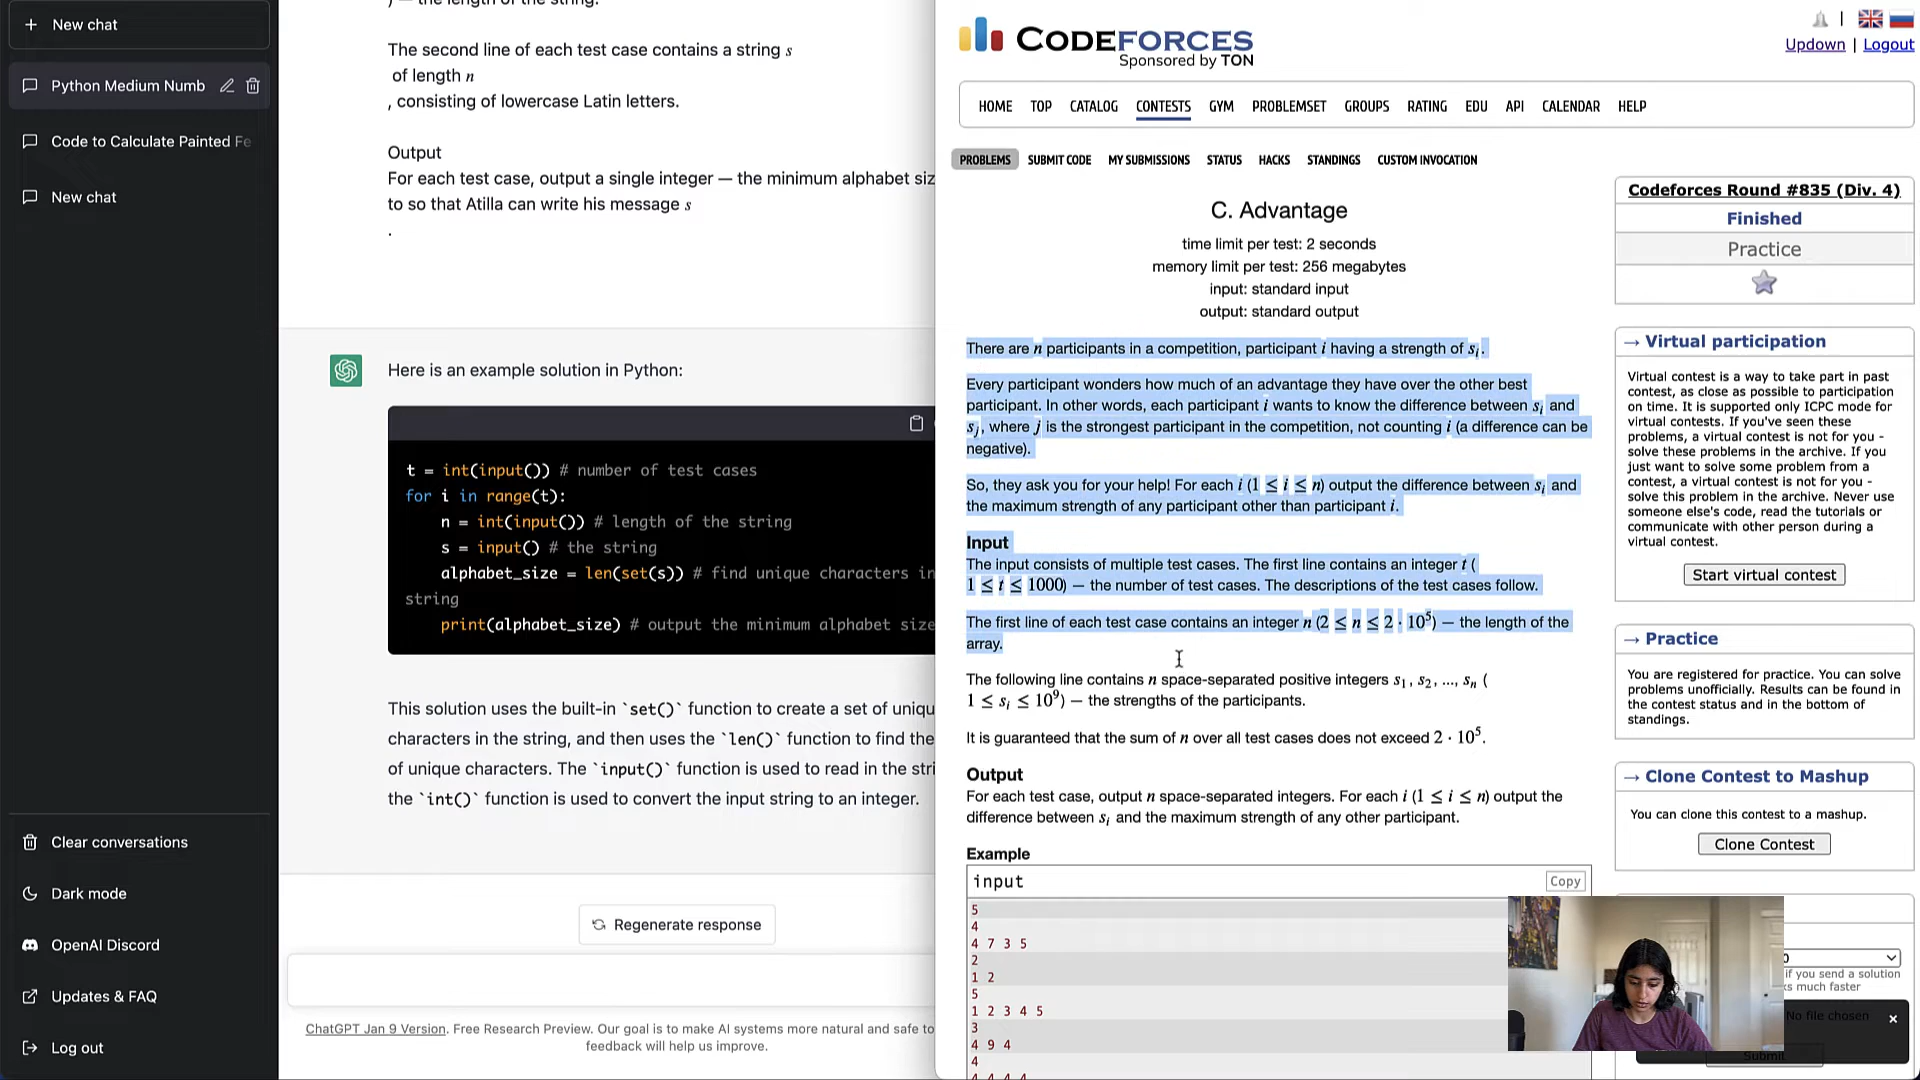 New chat
Python Medium Numb
Code to Calculate Painted Fe
New chat
Clear conversations
Dark mode
OpenAI Discord
Updates & FAQ
Log out
) — the length of the string.
The second line of each test case contains a string s
of length n
, consisting of lowercase Latin letters.
Output
For each test case, output a single integer — the minimum alphabet siz
to so that Atilla can write his message s
.
Here is an example solution in Python:
t = int(input()) # number of test cases
for i in range(t):
n = int(input()) # length of the string
s = input() # the string
alphabet_size = len(set(s)) # find unique characters in
string
print(alphabet_size) # output the minimum alphabet size
This solution uses the built-in `set()` function to create a set of uniqu
characters in the string, and then uses the `len()` function to find the
of unique characters. The `input()` function is used to read in the stri
the `int()` function is used to convert the input string to an integer.
Regenerate response
ChatGPT Jan 9 Version. Free Research Preview. Our goal is to make AI systems more natural and safe to
feedback will help us improve.
CODEFORCES
Sponsored by TON
Updown | Logout
HOME TOP CATALOG CONTESTS GYM PROBLEMSET GROUPS RATING EDU API CALENDAR HELP
PROBLEMS SUBMIT CODE MY SUBMISSIONS STATUS HACKS STANDINGS CUSTOM INVOCATION
C. Advantage
time limit per test: 2 seconds
memory limit per test: 256 megabytes
input: standard input
output: standard output
There are n participants in a competition, participant i having a strength of sᵢ.
Every participant wonders how much of an advantage they have over the other best
participant. In other words, each participant i wants to know the difference between sᵢ and
sⱼ, where j is the strongest participant in the competition, not counting i (a difference can be
negative).
So, they ask you for your help! For each i (1 ≤ i ≤ n) output the difference between sᵢ and
the maximum strength of any participant other than participant i.
Input
The input consists of multiple test cases. The first line contains an integer t (
1 ≤ t ≤ 1000) — the number of test cases. The descriptions of the test cases follow.
The first line of each test case contains an integer n (2 ≤ n ≤ 2 · 10⁵) — the length of the
array.
The following line contains n space-separated positive integers s₁, s₂, ..., sₙ (
1 ≤ sᵢ ≤ 10⁹) — the strengths of the participants.
It is guaranteed that the sum of n over all test cases does not exceed 2 · 10⁵.
Output
For each test case, output n space-separated integers. For each i (1 ≤ i ≤ n) output the
difference between sᵢ and the maximum strength of any other participant.
Example
input
Copy
5
4
4 7 3 5
2
1 2
5
1 2 3 4 5
3
4 9 4
4
4 4 4 4
Codeforces Round #835 (Div. 4)
Finished
Practice
→ Virtual participation
Virtual contest is a way to take part in past
contest, as close as possible to participation
on time. It is supported only ICPC mode for
virtual contests. If you've seen these
problems, a virtual contest is not for you -
solve these problems in the archive. If you
just want to solve some problem from a
contest, a virtual contest is not for you -
solve this problem in the archive. Never use
someone else's code, read the tutorials or
communicate with other person during a
virtual contest.
Start virtual contest
→ Practice
You are registered for practice. You can solve
problems unofficially. Results can be found in
the contest status and in the bottom of
standings.
→ Clone Contest to Mashup
You can clone this contest to a mashup.
Clone Contest
if you send a solution
much faster
No file chosen
Submit